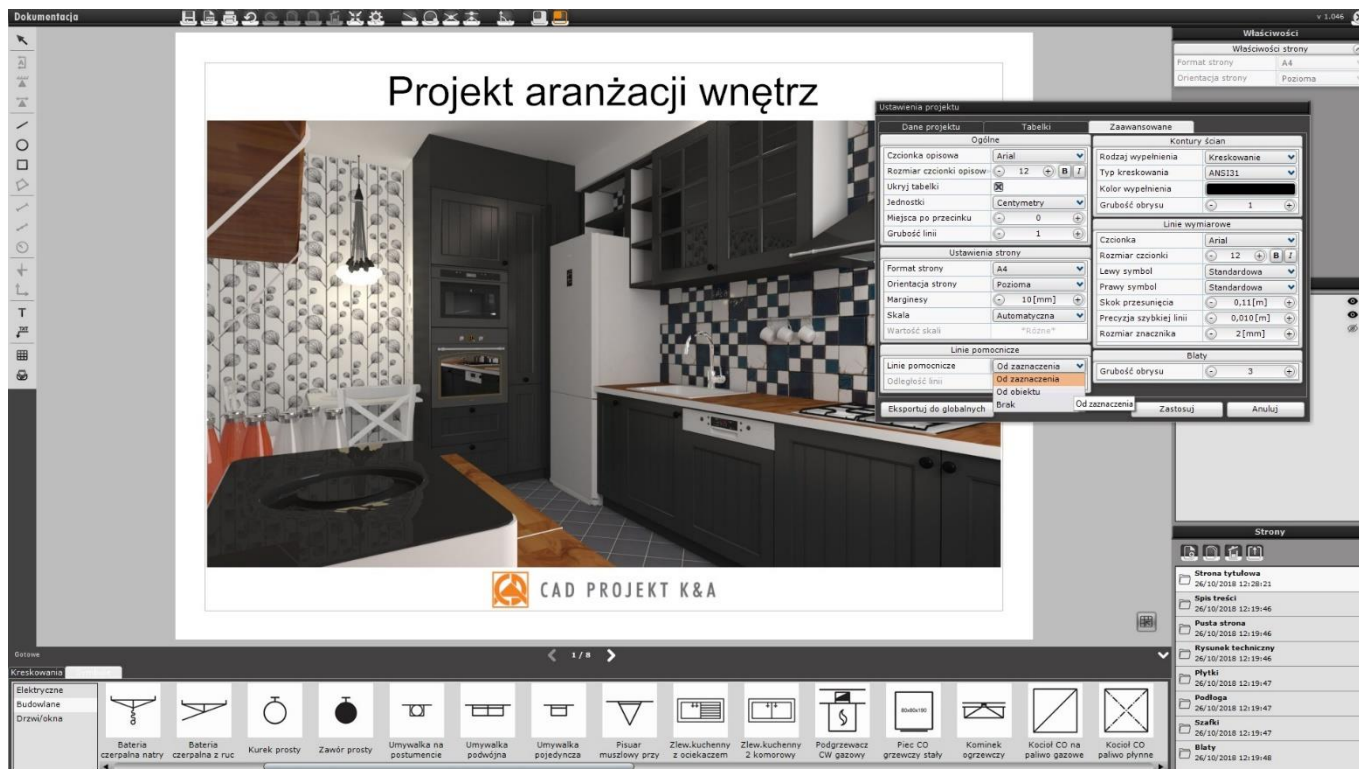 Dokumentacja
v 1.046
Właściwości
Właściwości strony
Format strony A4
Orientacja strony Pozioma
Projekt aranżacji wnętrz
Ustawienia projektu
Dane projektu Tabelki Zaawansowane
Ogólne
Czcionka opisowa Arial
Rozmiar czcionki opisow 12 B I
Ukryj tabelki
Jednostki Centymetry
Miejsca po przecinku 0
Grubość linii 1
Ustawienia strony
Format strony A4
Orientacja strony Pozioma
Marginesy 10[mm]
Skala Automatyczna
Wartość skali *Różne*
Linie pomocnicze
Linie pomocnicze Od zaznaczenia
Od zaznaczenia
Odległość linii
Od obiektu
Brak
Od zaznaczenia
Kontury ścian
Rodzaj wypełnienia Kreskowanie
Typ kreskowania ANSI31
Kolor wypełnienia
Grubość obrysu 1
Linie wymiarowe
Czcionka Arial
Rozmiar czcionki 12 B I
Lewy symbol Standardowa
Prawy symbol Standardowa
Skok przesunięcia 0,11[m]
Precyzja szybkiej linii 0,010[m]
Rozmiar znacznika 2[mm]
Blaty
Grubość obrysu 3
Eksportuj do globalnych Zastosuj Anuluj
T
TXT
CAD PROJEKT K&A
Strony
Strona tytułowa
26/10/2018 12:28:21
Spis treści
26/10/2018 12:19:46
Pusta strona
26/10/2018 12:19:46
Rysunek techniczny
26/10/2018 12:19:46
Płytki
26/10/2018 12:19:47
Podłoga
26/10/2018 12:19:47
Szafki
26/10/2018 12:19:47
Blaty
26/10/2018 12:19:48
Gotowe
1/8
Kreskowania
Elektryczne
Budowlane
Drzwi/okna
80x80x180
Bateria
czerpalna natry
Bateria
czerpalna z ruc
Kurek prosty
Zawór prosty
Umywalka na
postumencie
Umywalka
podwójna
Umywalka
pojedyncza
Pisuar
muszlowy przy
Zlew.kuchenny
z ociekaczem
Zlew.kuchenny
2 komorowy
Podgrzewacz
CW gazowy
Piec CO
grzewczy stały
Kominek
ogrzewczy
Kocioł CO na
paliwo gazowe
Kocioł CO
paliwo płynne